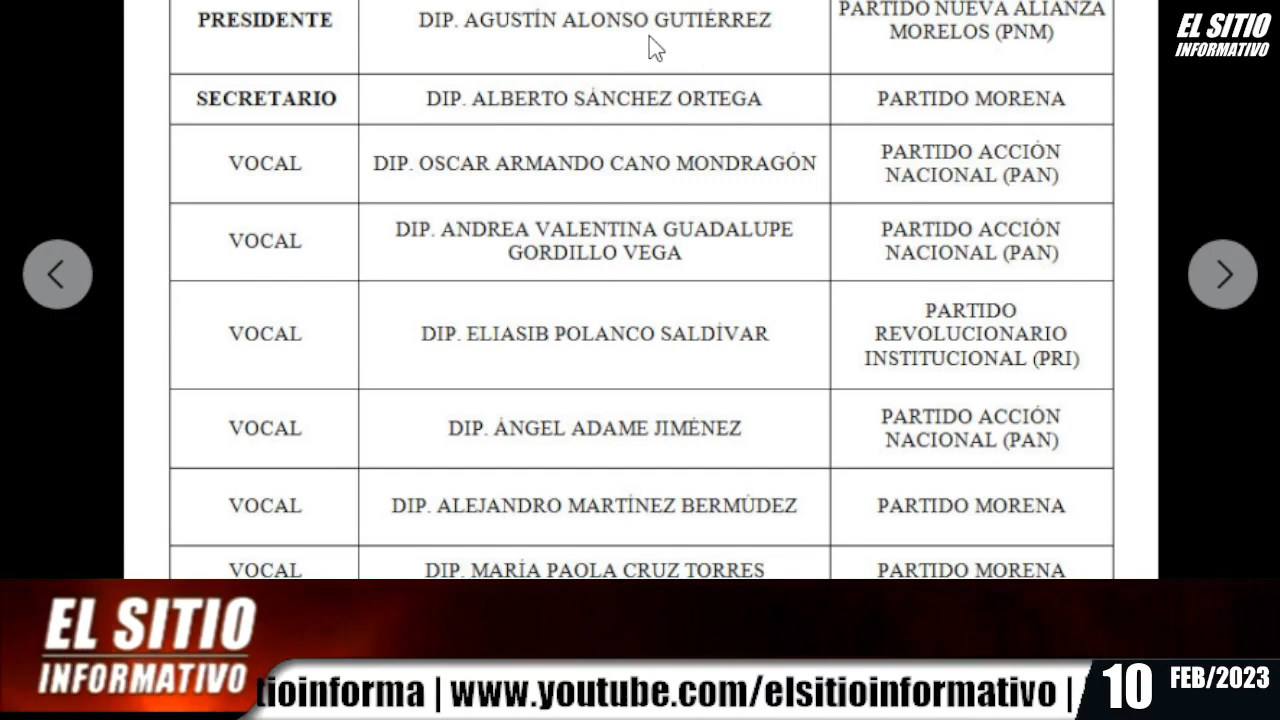 PRESIDENTE
DIP. AGUSTÍN ALONSO GUTIÉRREZ
PARTIDO NUEVA ALIANZA
MORELOS (PNM)
EL SITIO
INFORMATIVO
SECRETARIO
DIP. ALBERTO SÁNCHEZ ORTEGA
PARTIDO MORENA
VOCAL
DIP. OSCAR ARMANDO CANO MONDRAGÓN
PARTIDO ACCIÓN
NACIONAL (PAN)
VOCAL
DIP. ANDREA VALENTINA GUADALUPE
GORDILLO VEGA
PARTIDO ACCIÓN
NACIONAL (PAN)
VOCAL
DIP. ELIASIB POLANCO SALDÍVAR
PARTIDO
REVOLUCIONARIO
INSTITUCIONAL (PRI)
VOCAL
DIP. ÁNGEL ADAME JIMÉNEZ
PARTIDO ACCIÓN
NACIONAL (PAN)
VOCAL
DIP. ALEJANDRO MARTÍNEZ BERMÚDEZ
PARTIDO MORENA
VOCAL
DIP. MARÍA PAOLA CRUZ TORRES
PARTIDO MORENA
EL SITIO
INFORMATIVO
tioinforma | www.youtube.com/elsitioinformativo |
10 FEB/2023